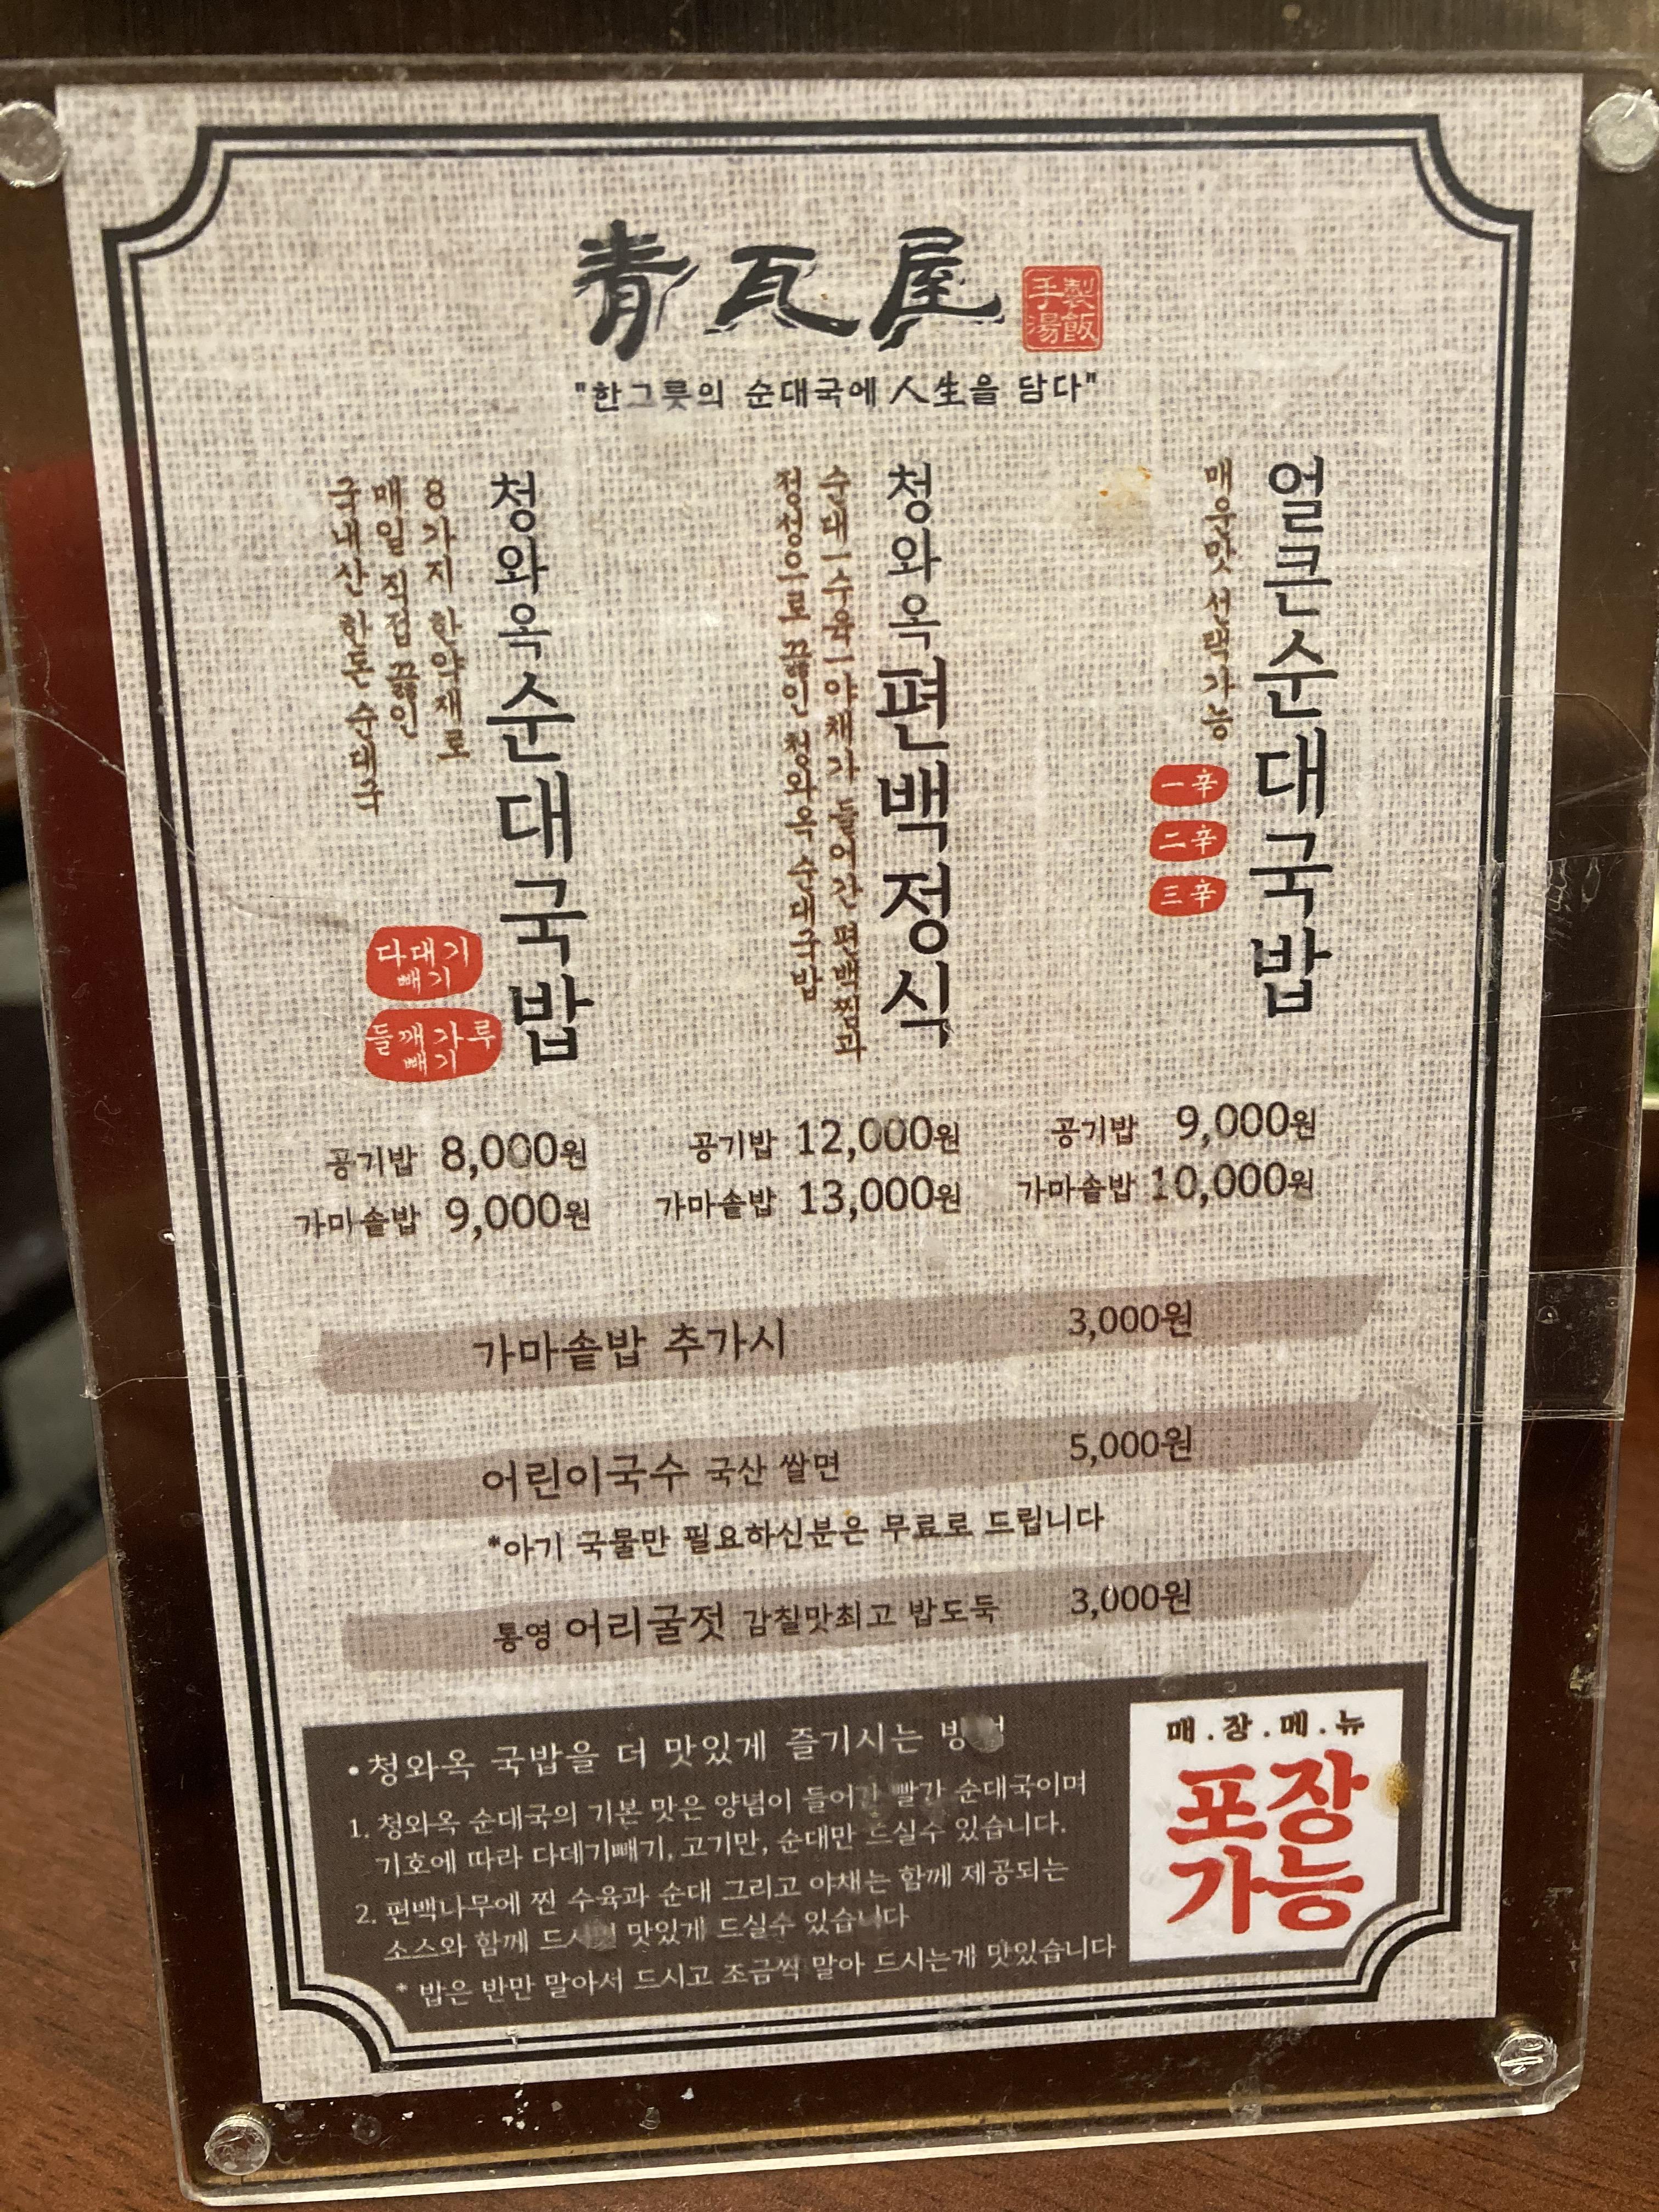 青瓦屋
手製
湯飯
"한그릇의 순대국에 人生을 담다"
청와옥 순대국밥
8가지 한약재로
매일 직접 끓인
국내산 한돈 순대국
다대기
빼기
들깨가루
빼기
공기밥 8,000원
가마솥밥 9,000원
청와옥 편백정식
순대ㅣ수육ㅣ야채가 들어간 편백찜과
정성으로 끓인 청와옥 순대국밥
공기밥 12,000원
가마솥밥 13,000원
얼큰순대국밥
매운맛 선택가능
一辛
二辛
三辛
공기밥 9,000원
가마솥밥 10,000원
가마솥밥 추가시 3,000원
어린이국수 국산 쌀면 5,000원
*아기 국물만 필요하신분은 무료로 드립니다
통영 어리굴젓 감칠맛최고 밥도둑 3,000원
•청와옥 국밥을 더 맛있게 즐기시는 방법
1. 청와옥 순대국의 기본 맛은 양념이 들어간 빨간 순대국이며
기호에 따라 다데기빼기, 고기만, 순대만 드실수 있습니다.
2. 편백나무에 찐 수육과 순대 그리고 야채는 함께 제공되는
소스와 함께 드시면 맛있게 드실수 있습니다
* 밥은 반만 말아서 드시고 조금씩 말아 드시는게 맛있습니다
매.장.메.뉴
포장
가능